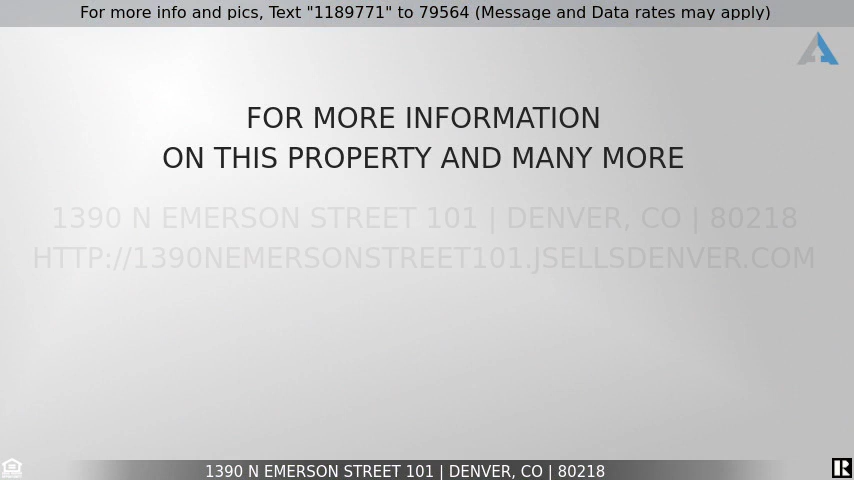 For more info and pics, Text "1189771" to 79564 (Message and Data rates may apply)
FOR MORE INFORMATION
ON THIS PROPERTY AND MANY MORE
1390 N EMERSON STREET 101 | DENVER, CO | 80218
HTTP://1390NEMERSONSTREET101.JSELLSDENVER.COM
1390 N EMERSON STREET 101 | DENVER, CO | 80218